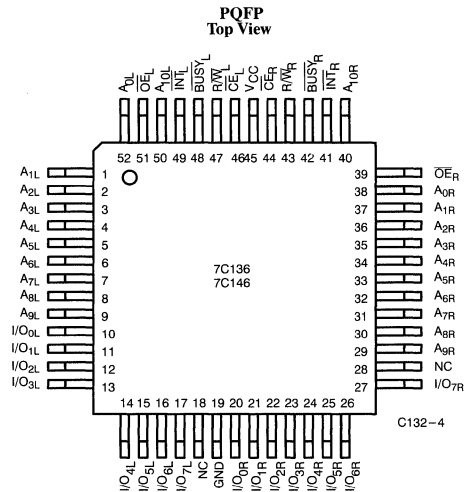 PQFP
Top View
A0L
OEL
A10L
INTL
BUSYL
R/WL
CEL
VCC
CER
R/WR
BUSYR
INTR
A10R
52 51 50 49 48 47 46 45 44 43 42 41 40
A1L 1 39 OER
A2L 2 38 A0R
A3L 3 37 A1R
A4L 4 36 A2R
A5L 5 35 A3R
A6L 6 34 A4R
A7L 7 33 A5R
A8L 8 32 A6R
A9L 9 31 A7R
I/O0L 10 30 A8R
I/O1L 11 29 A9R
I/O2L 12 28 NC
I/O3L 13 27 I/O7R
7C136
7C146
14 15 16 17 18 19 20 21 22 23 24 25 26
C132-4
I/O4L
I/O5L
I/O6L
I/O7L
NC
GND
I/O0R
I/O1R
I/O2R
I/O3R
I/O4R
I/O5R
I/O6R